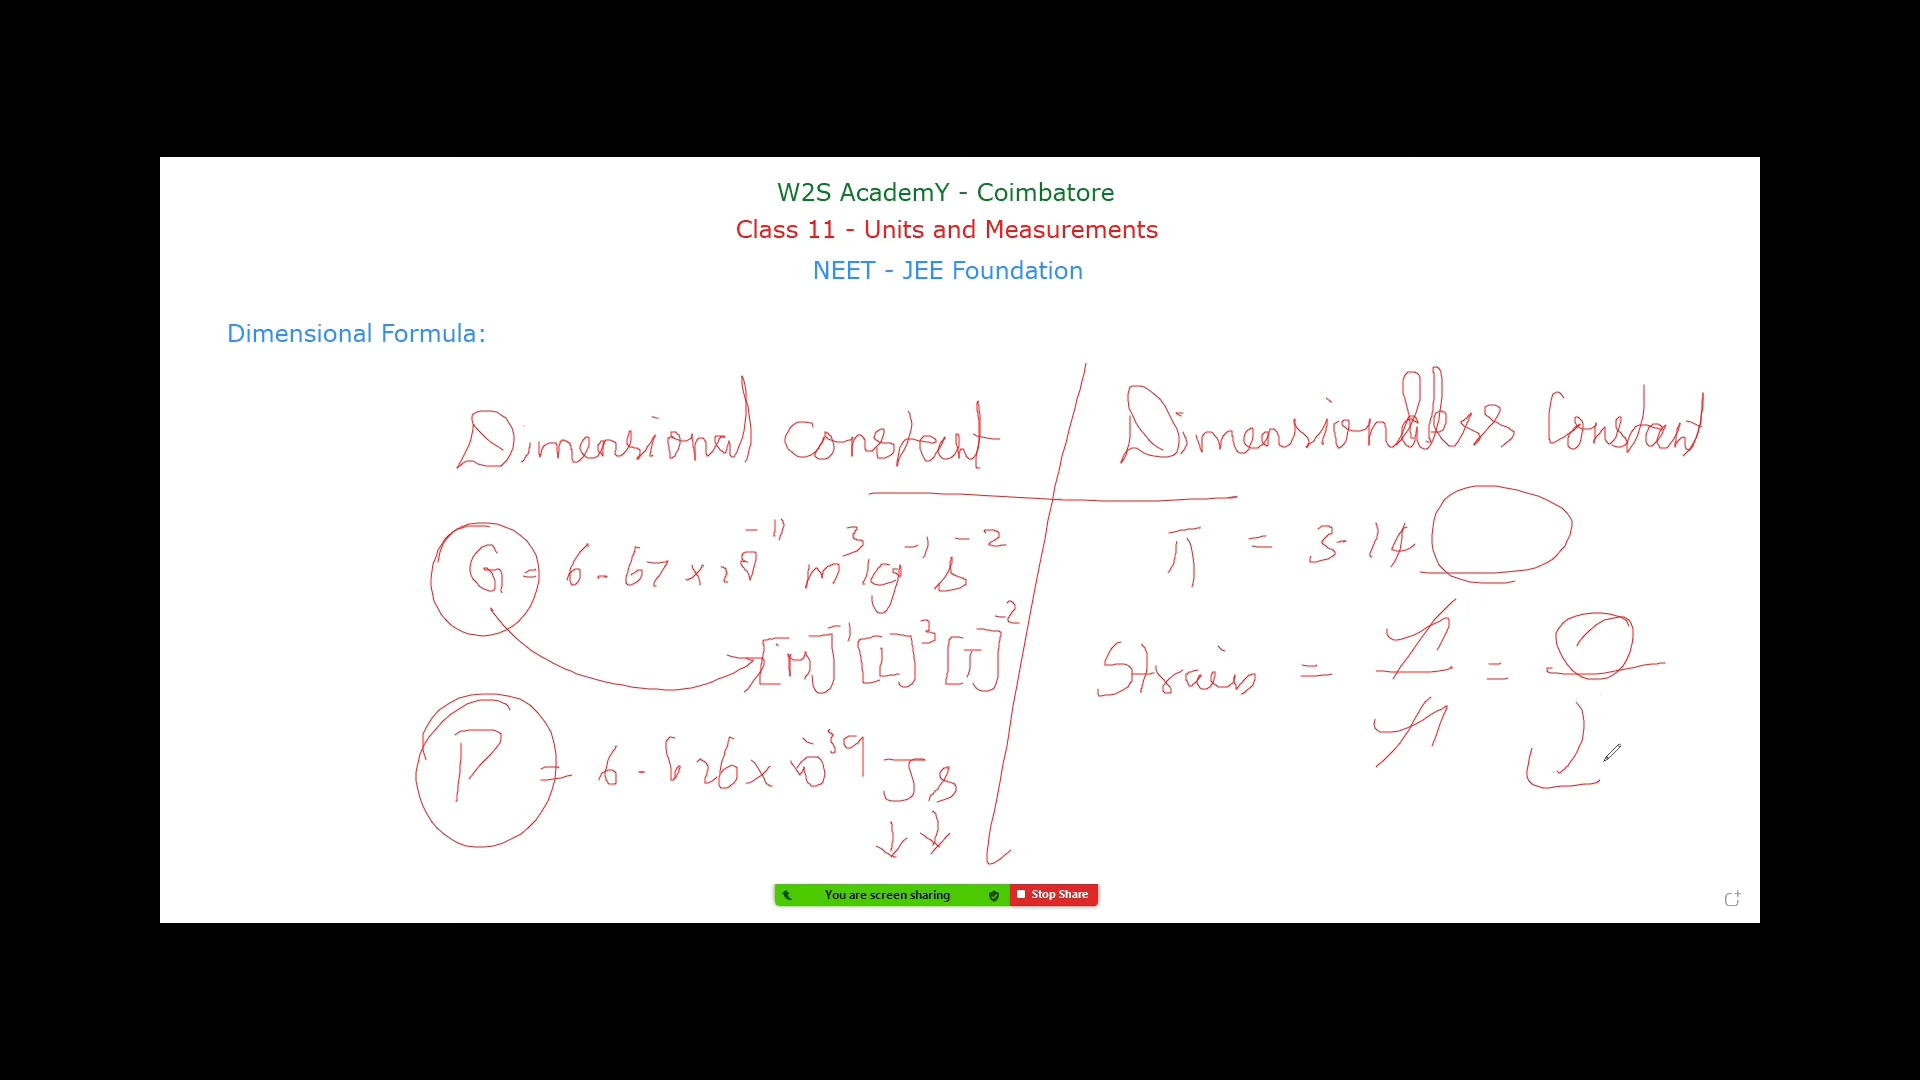 W2S AcademY - Coimbatore
Class 11 - Units and Measurements
NEET - JEE Foundation
Dimensional Formula:
Dimensional constant
Dimensionless Constant
G = 6.67 × 10⁻¹¹ m³ kg⁻¹ s⁻²
π = 3.14
[M]⁻¹ [L]³ [T]⁻²
Strain = =
P = 6.626 × 10³⁹ Js
You are screen sharing
Stop Share